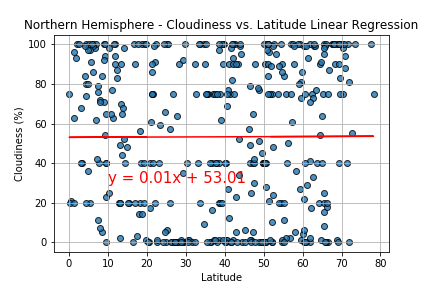 Northern Hemisphere - Cloudiness vs. Latitude Linear Regression
100
80
60
40
20
0
Cloudiness (%)
y = 0.01x + 53.01
0 10 20 30 40 50 60 70 80
Latitude